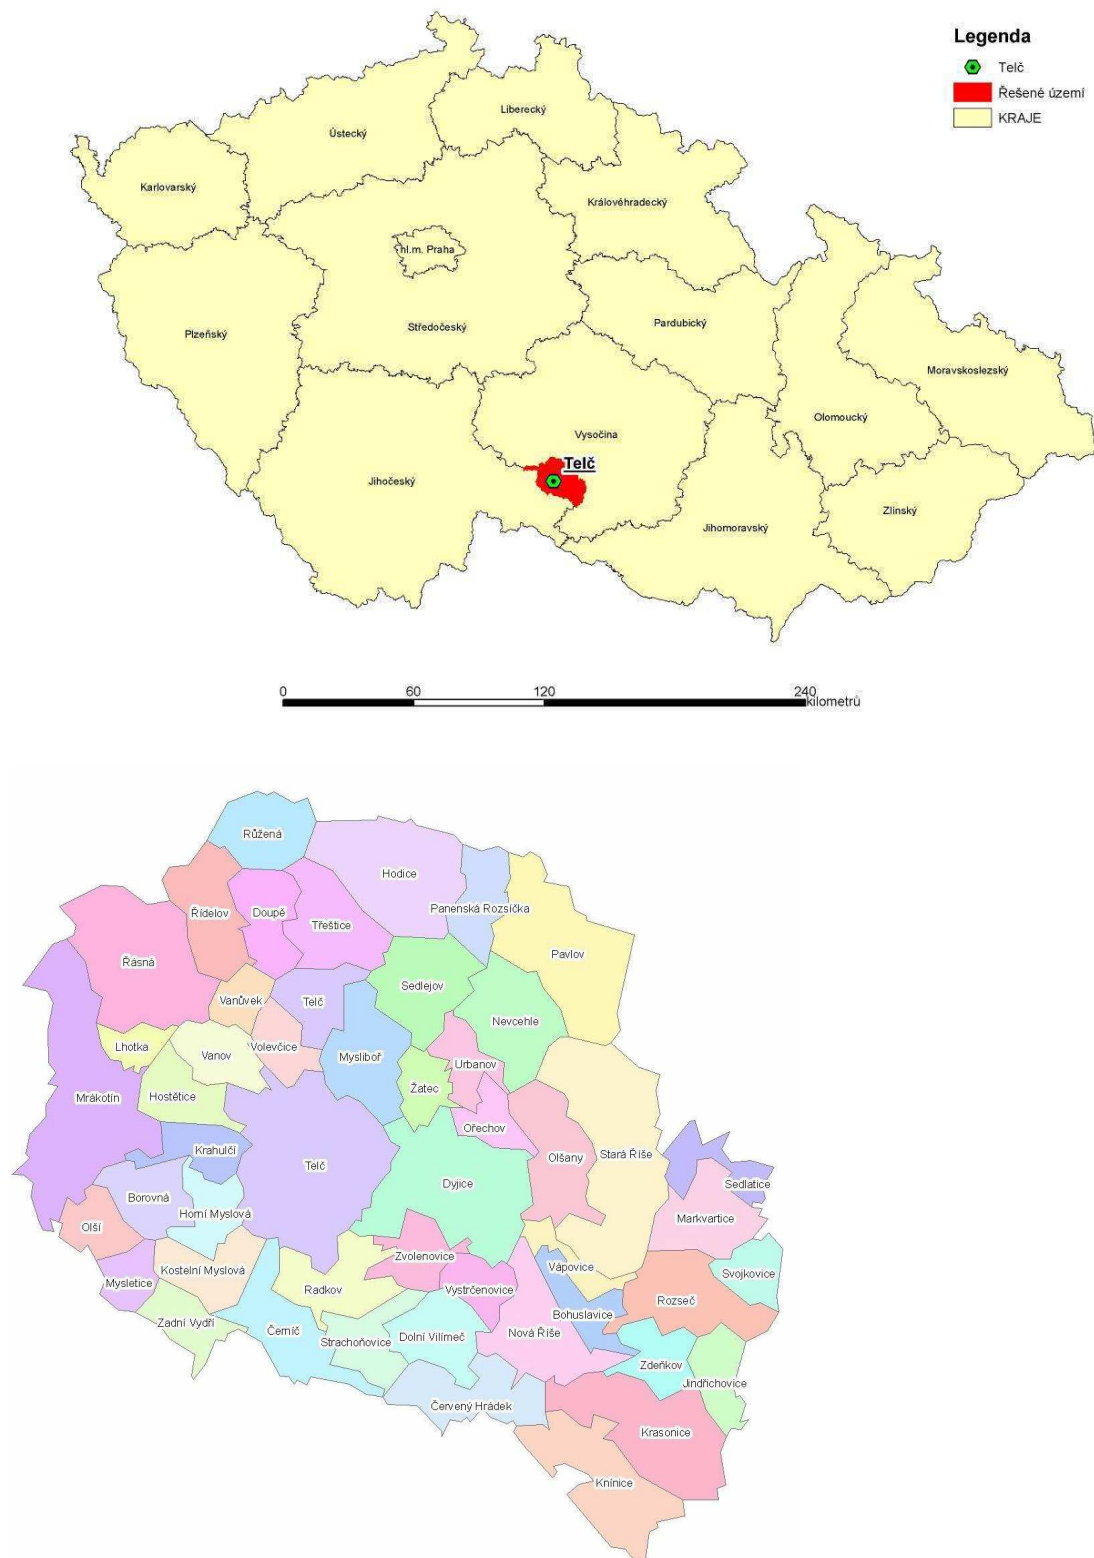 Legenda
Telč
Řešené území
KRAJE
Liberecký
Ústecký
Karlovarský
Královéhradecký
hl.m. Praha
Plzeňský
Středočeský
Pardubický
Moravskoslezský
Olomoucký
Vysočina
Telč
Jihočeský
Zlínský
Jihomoravský
0 60 120 240
kilometrů
Růžená
Hodice
Řídelov
Doupě
Třeštice
Panenská Rozsíčka
Pavlov
Řásná
Sedlejov
Vanůvek
Telč
Nevcehle
Lhotka
Vanov
Volevčice
Mysliboř
Urbanov
Žatec
Mrákotín
Hostětice
Ořechov
Krahulčí
Telč
Olšany
Stará Říše
Dyjice
Sedlatice
Borovná
Horní Myslová
Markvartice
Olší
Zvolenovice
Kostelní Myslová
Vápovice
Svojkovice
Mysletice
Radkov
Vystrčenovice
Rozseč
Bohuslavice
Zadní Vydří
Černíč
Nová Říše
Strachoňovice
Dolní Vilímeč
Zdeňkov
Jindřichovice
Červený Hrádek
Krasonice
Knínice